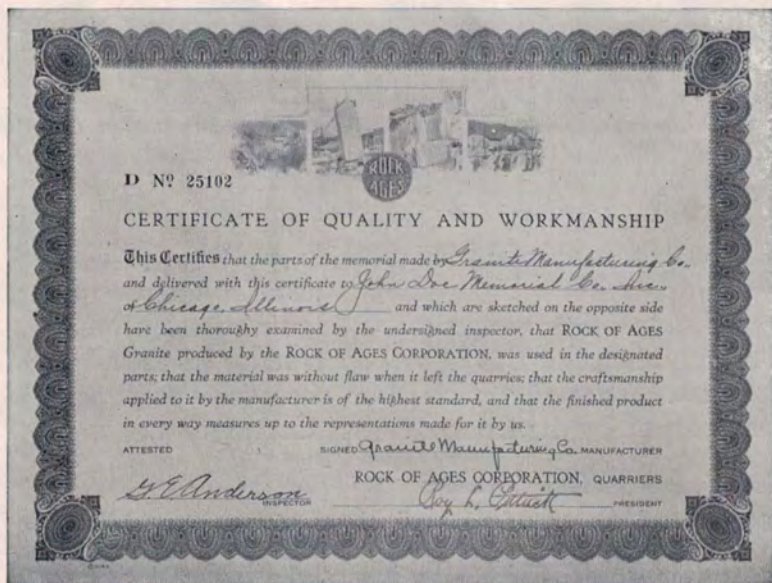 ROCK
OF
AGES
D Nº 25102
CERTIFICATE OF QUALITY AND WORKMANSHIP
This Certifies that the parts of the memorial made by Granite Manufacturing Co.
and delivered with this certificate to John Doe Memorial Co. Inc.
of Chicago, Illinois and which are sketched on the opposite side
have been thoroughy examined by the undersigned inspector, that ROCK OF AGES
Granite produced by the ROCK OF AGES CORPORATION, was used in the designated
parts; that the material was without flaw when it left the quarries; that the craftsmanship
applied to it by the manufacturer is of the highest standard, and that the finished product
in every way measures up to the representations made for it by us.
ATTESTED SIGNED Granite Manufacturing Co. MANUFACTURER
ROCK OF AGES CORPORATION, QUARRIERS
G.E. Anderson INSPECTOR Roy L. PRESIDENT